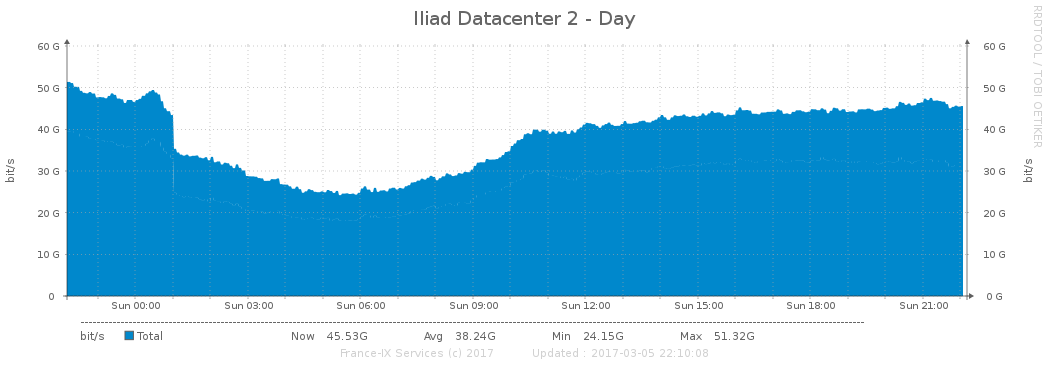 Iliad Datacenter 2 - Day
RRDTOOL / TOBI OETIKER
60 G 60 G
50 G 50 G
40 G 40 G
30 G 30 G
20 G 20 G
10 G 10 G
0 0 G
bit/s bit/s
Sun 00:00 Sun 03:00 Sun 06:00 Sun 09:00 Sun 12:00 Sun 15:00 Sun 18:00 Sun 21:00
bit/s Total Now 45.53G Avg 38.24G Min 24.15G Max 51.32G
France-IX Services (c) 2017 Updated : 2017-03-05 22:10:08